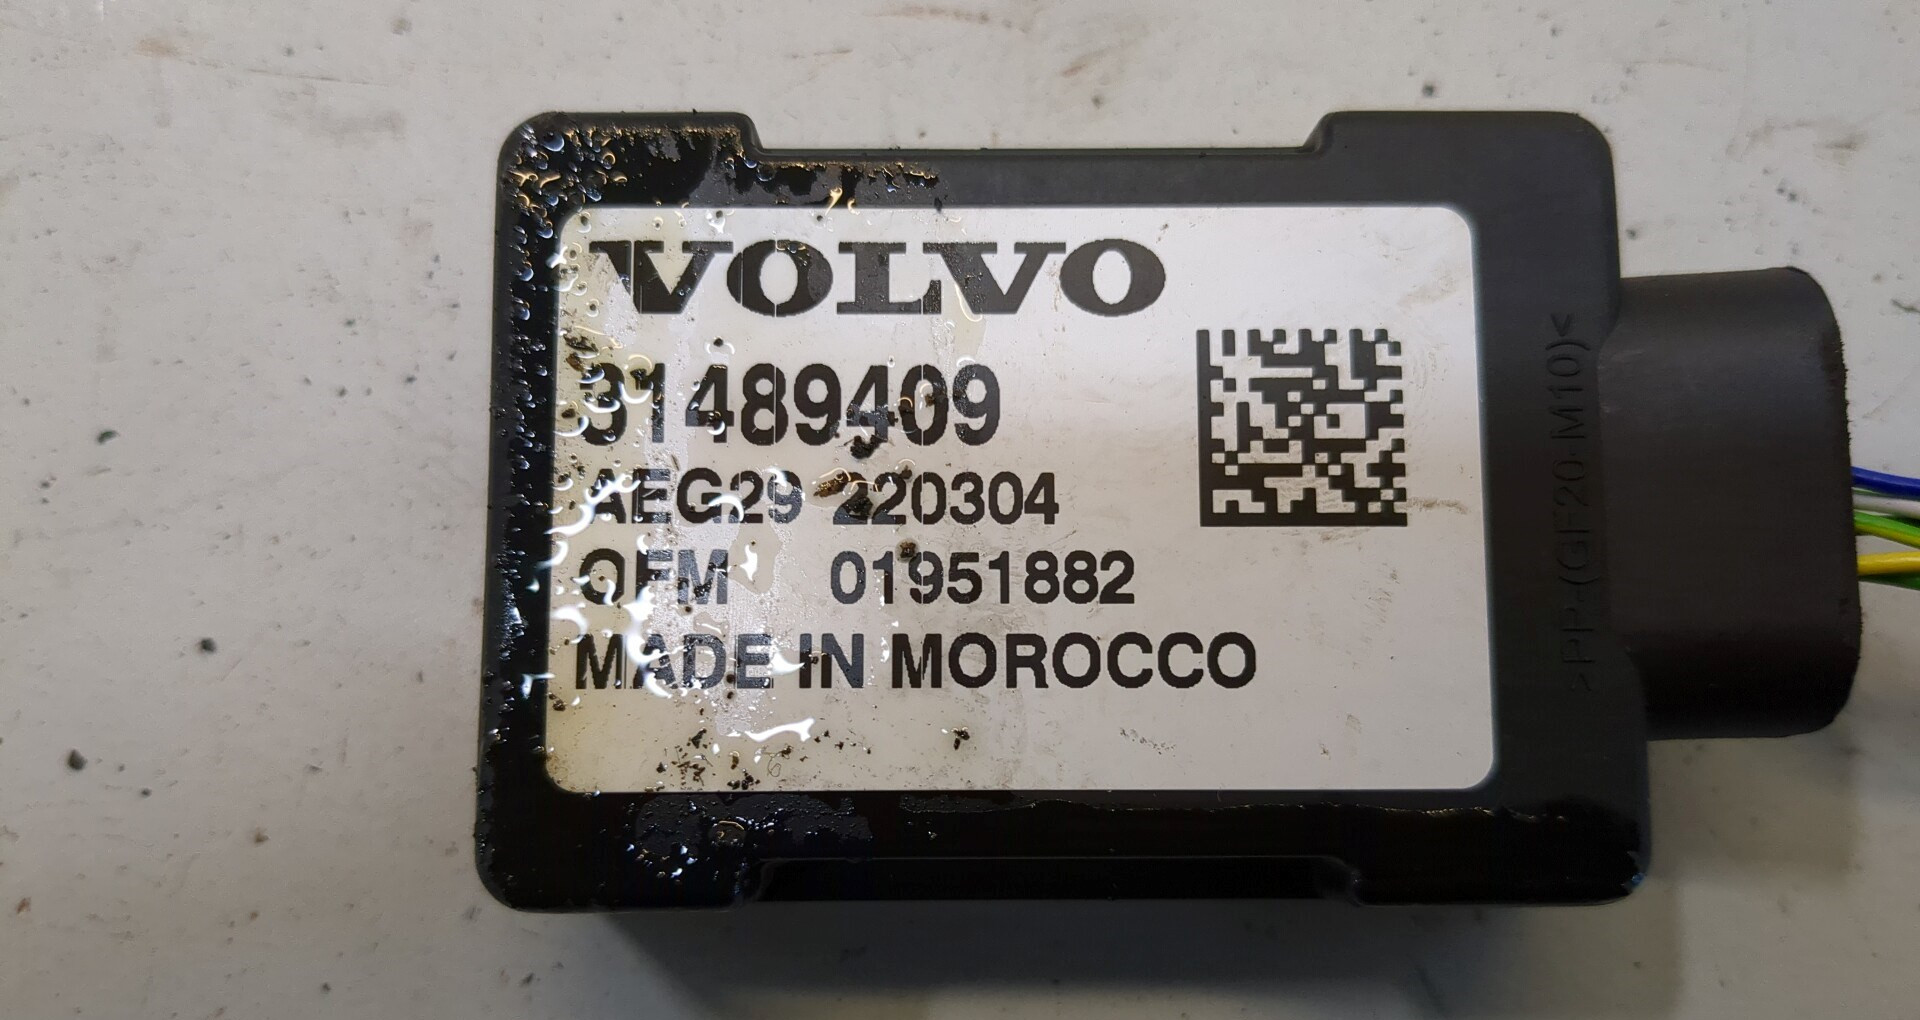 VOLVO
31489409
AEG29 220304
OEM 01951882
MADE IN MOROCCO
>PP-(GF20-M10)<